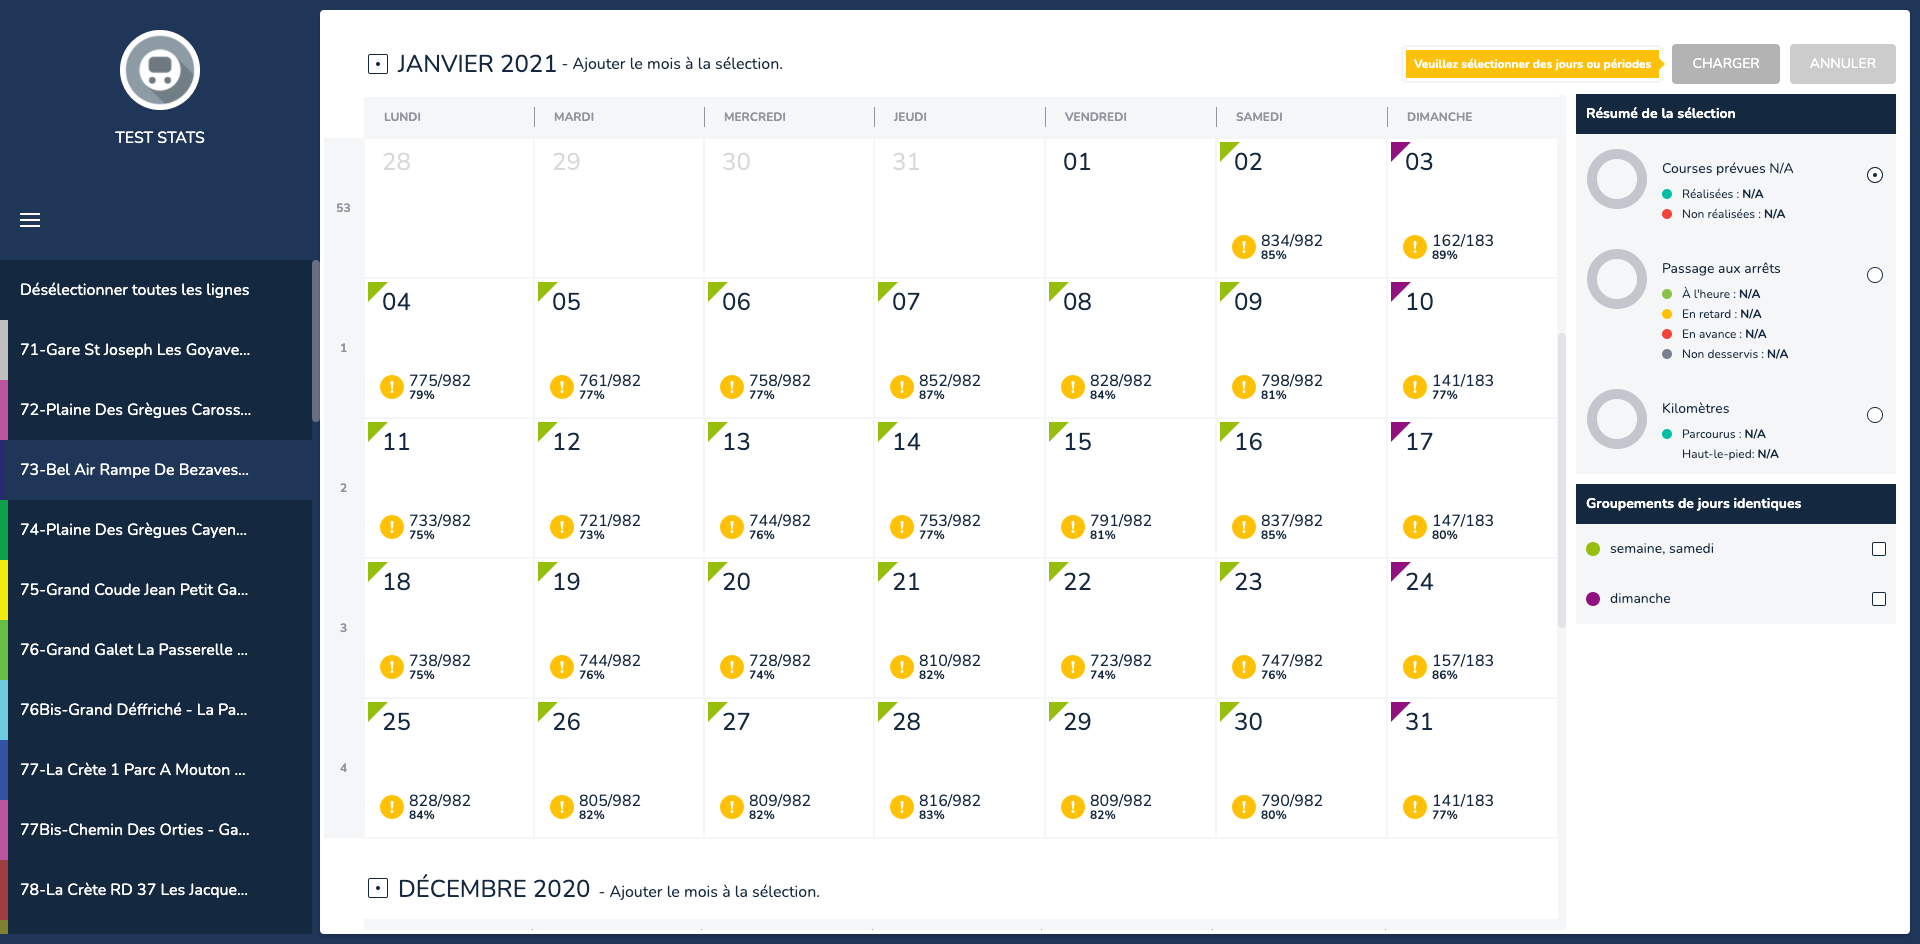 TEST STATS
Désélectionner toutes les lignes
71-Gare St Joseph Les Goyave...
72-Plaine Des Grègues Caross...
73-Bel Air Rampe De Bezaves...
74-Plaine Des Grègues Cayen...
75-Grand Coude Jean Petit Ga...
76-Grand Galet La Passerelle ...
76Bis-Grand Déffriché - La Pa...
77-La Crète 1 Parc A Mouton ...
77Bis-Chemin Des Orties - Ga...
78-La Crète RD 37 Les Jacque...
JANVIER 2021 - Ajouter le mois à la sélection.
Veuillez sélectionner des jours ou périodes
CHARGER
ANNULER
LUNDI MARDI MERCREDI JEUDI VENDREDI SAMEDI DIMANCHE
28 29 30 31 01 02 03
53
834/982 162/183
85% 89%
04 05 06 07 08 09 10
1
775/982 761/982 758/982 852/982 828/982 798/982 141/183
79% 77% 77% 87% 84% 81% 77%
11 12 13 14 15 16 17
2
733/982 721/982 744/982 753/982 791/982 837/982 147/183
75% 73% 76% 77% 81% 85% 80%
18 19 20 21 22 23 24
3
738/982 744/982 728/982 810/982 723/982 747/982 157/183
75% 76% 74% 82% 74% 76% 86%
25 26 27 28 29 30 31
4
828/982 805/982 809/982 816/982 809/982 790/982 141/183
84% 82% 82% 83% 82% 80% 77%
DÉCEMBRE 2020 - Ajouter le mois à la sélection.
Résumé de la sélection
Courses prévues N/A
Réalisées : N/A
Non réalisées : N/A
Passage aux arrêts
À l'heure : N/A
En retard : N/A
En avance : N/A
Non desservis : N/A
Kilomètres
Parcourus : N/A
Haut-le-pied: N/A
Groupements de jours identiques
semaine, samedi
dimanche